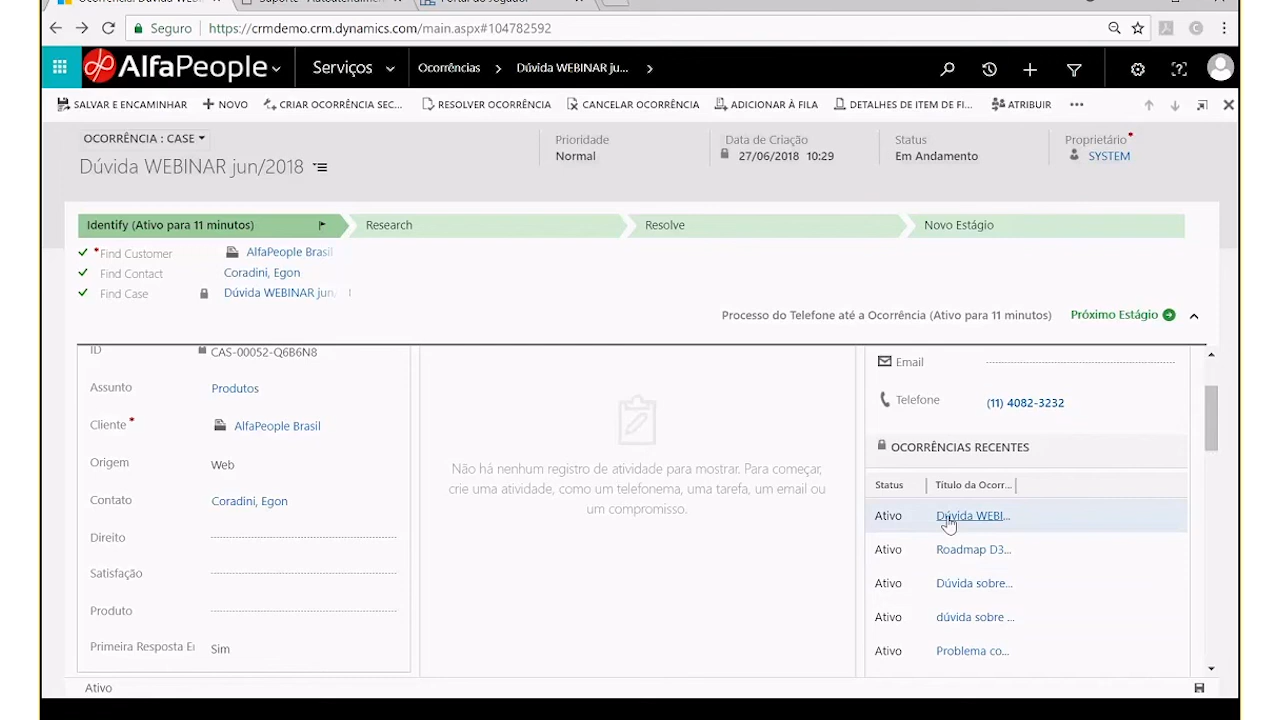 Seguro https://crmdemo.crm.dynamics.com/main.aspx#104782592
AlfaPeople Serviços Ocorrências Dúvida WEBINAR jun/...
SALVAR E ENCAMINHAR NOVO CRIAR OCORRÊNCIA SEC... RESOLVER OCORRÊNCIA CANCELAR OCORRÊNCIA ADICIONAR À FILA DETALHES DE ITEM DE FI... ATRIBUIR
OCORRÊNCIA : CASE
Dúvida WEBINAR jun/2018
Prioridade
Normal
Data de Criação
27/06/2018 10:29
Status
Em Andamento
Proprietário*
SYSTEM
Identify (Ativo para 11 minutos) Research Resolve Novo Estágio
*Find Customer AlfaPeople Brasil
Find Contact Coradini, Egon
Find Case Dúvida WEBINAR jun/
Processo do Telefone até a Ocorrência (Ativo para 11 minutos) Próximo Estágio
ID CAS-00052-Q6B6N8
Assunto Produtos
Cliente* AlfaPeople Brasil
Origem Web
Contato Coradini, Egon
Direito
Satisfação
Produto
Primeira Resposta Sim
Não há nenhum registro de atividade para mostrar. Para começar,
crie uma atividade, como um telefonema, uma tarefa, um email ou
um compromisso.
Email
Telefone (11) 4082-3232
OCORRÊNCIAS RECENTES
Status Título da Ocorr...
Ativo Dúvida WEBI...
Ativo Roadmap D3...
Ativo Dúvida sobre...
Ativo dúvida sobre ...
Ativo Problema co...
Ativo